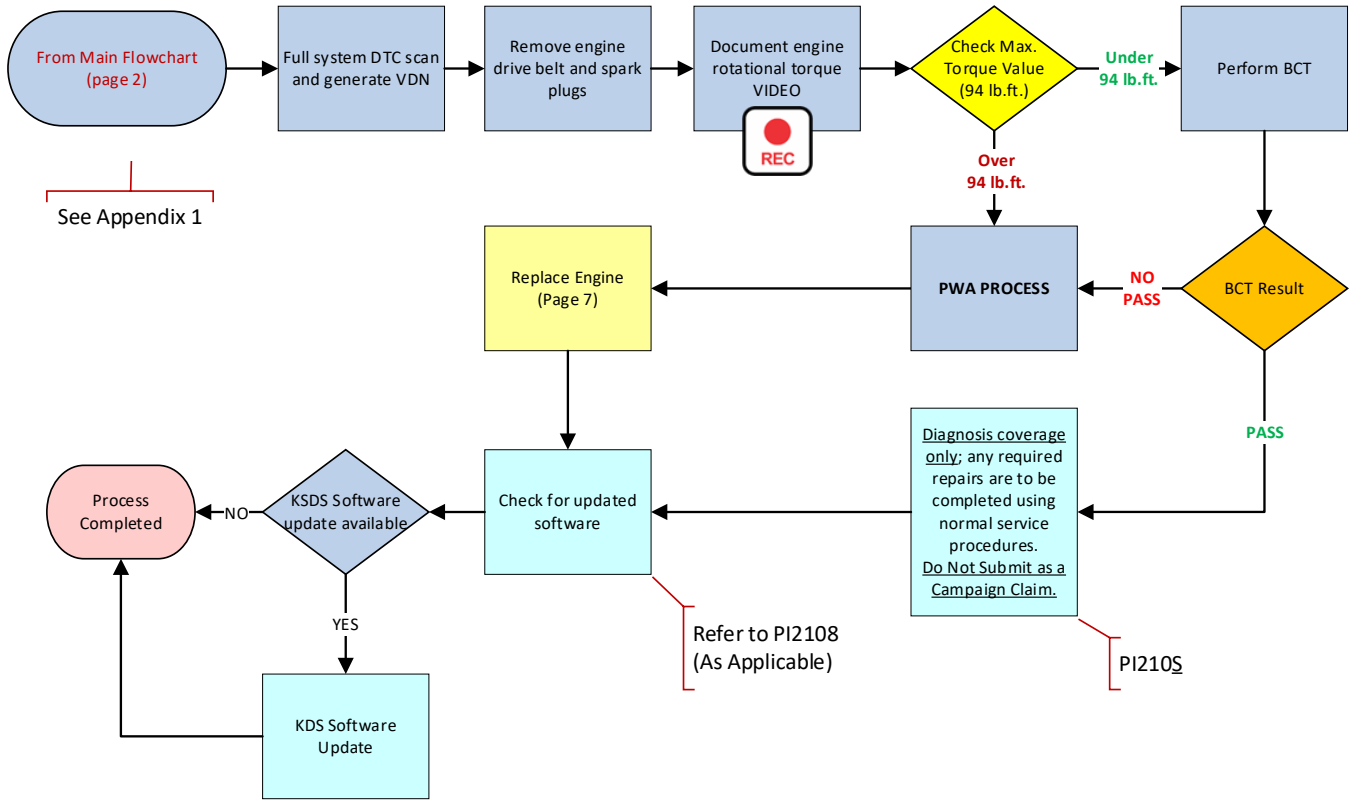 From Main Flowchart
(page 2)
Full system DTC scan
and generate VDN
Remove engine
drive belt and spark
plugs
Document engine
rotational torque
VIDEO
REC
Check Max.
Torque Value
(94 lb.ft.)
Under
94 lb.ft.
Perform BCT
Over
94 lb.ft.
See Appendix 1
Replace Engine
(Page 7)
PWA PROCESS
NO
PASS
BCT Result
PASS
Process
Completed
NO
KSDS Software
update available
Check for updated
software
Diagnosis coverage
only; any required
repairs are to be
completed using
normal service
procedures.
Do Not Submit as a
Campaign Claim.
YES
Refer to PI2108
(As Applicable)
PI210S
KDS Software
Update